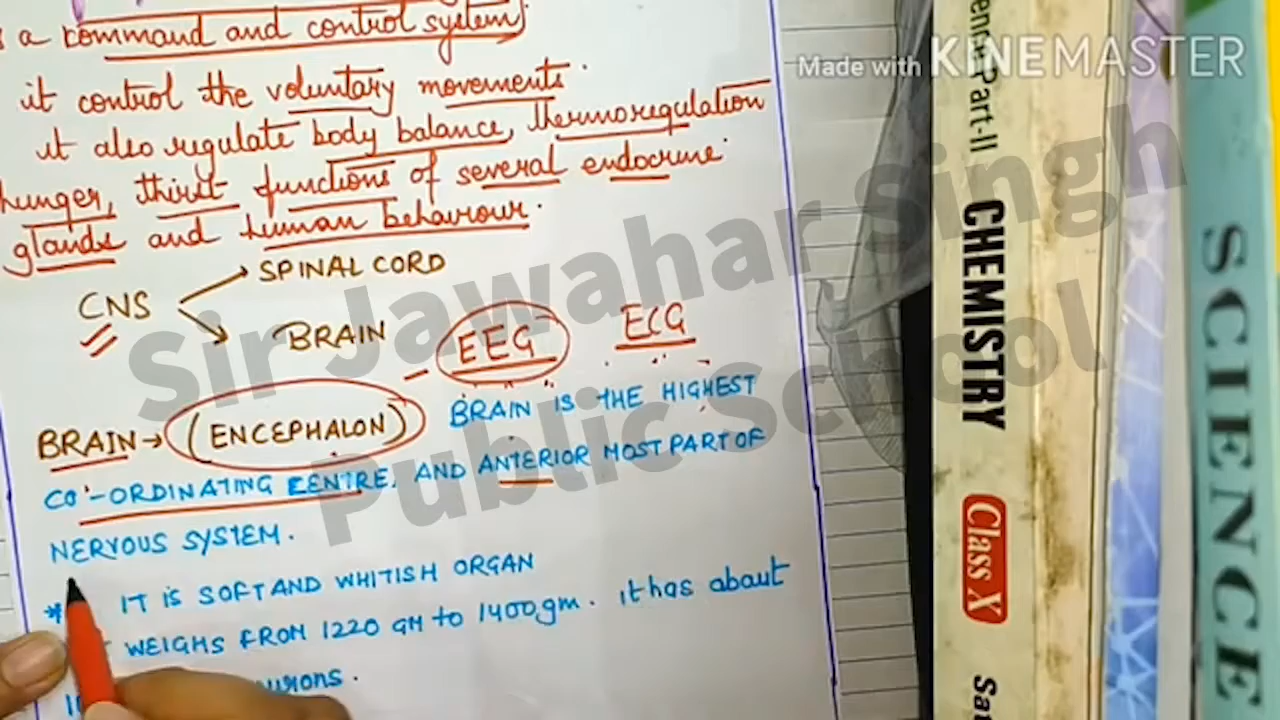 a command and control system.
it control the voluntary movements.
it also regulate body balance, thermoregulation
hunger, thirst functions of several endocrine
glands and human behaviour.
SPINAL CORD
CNS
BRAIN
EEG
ECG
BRAIN → (ENCEPHALON) BRAIN IS THE HIGHEST
CO-ORDINATING CENTRE, AND ANTERIOR MOST PART OF
NERVOUS SYSTEM.
* IT IS SOFT AND WHITISH ORGAN
WEIGHS FROM 1220 GM to 1400gm. it has about
Made with KINEMASTER
Sir Jawahar Singh
Public School
Part-II
CHEMISTRY
Class X
SCIENCE